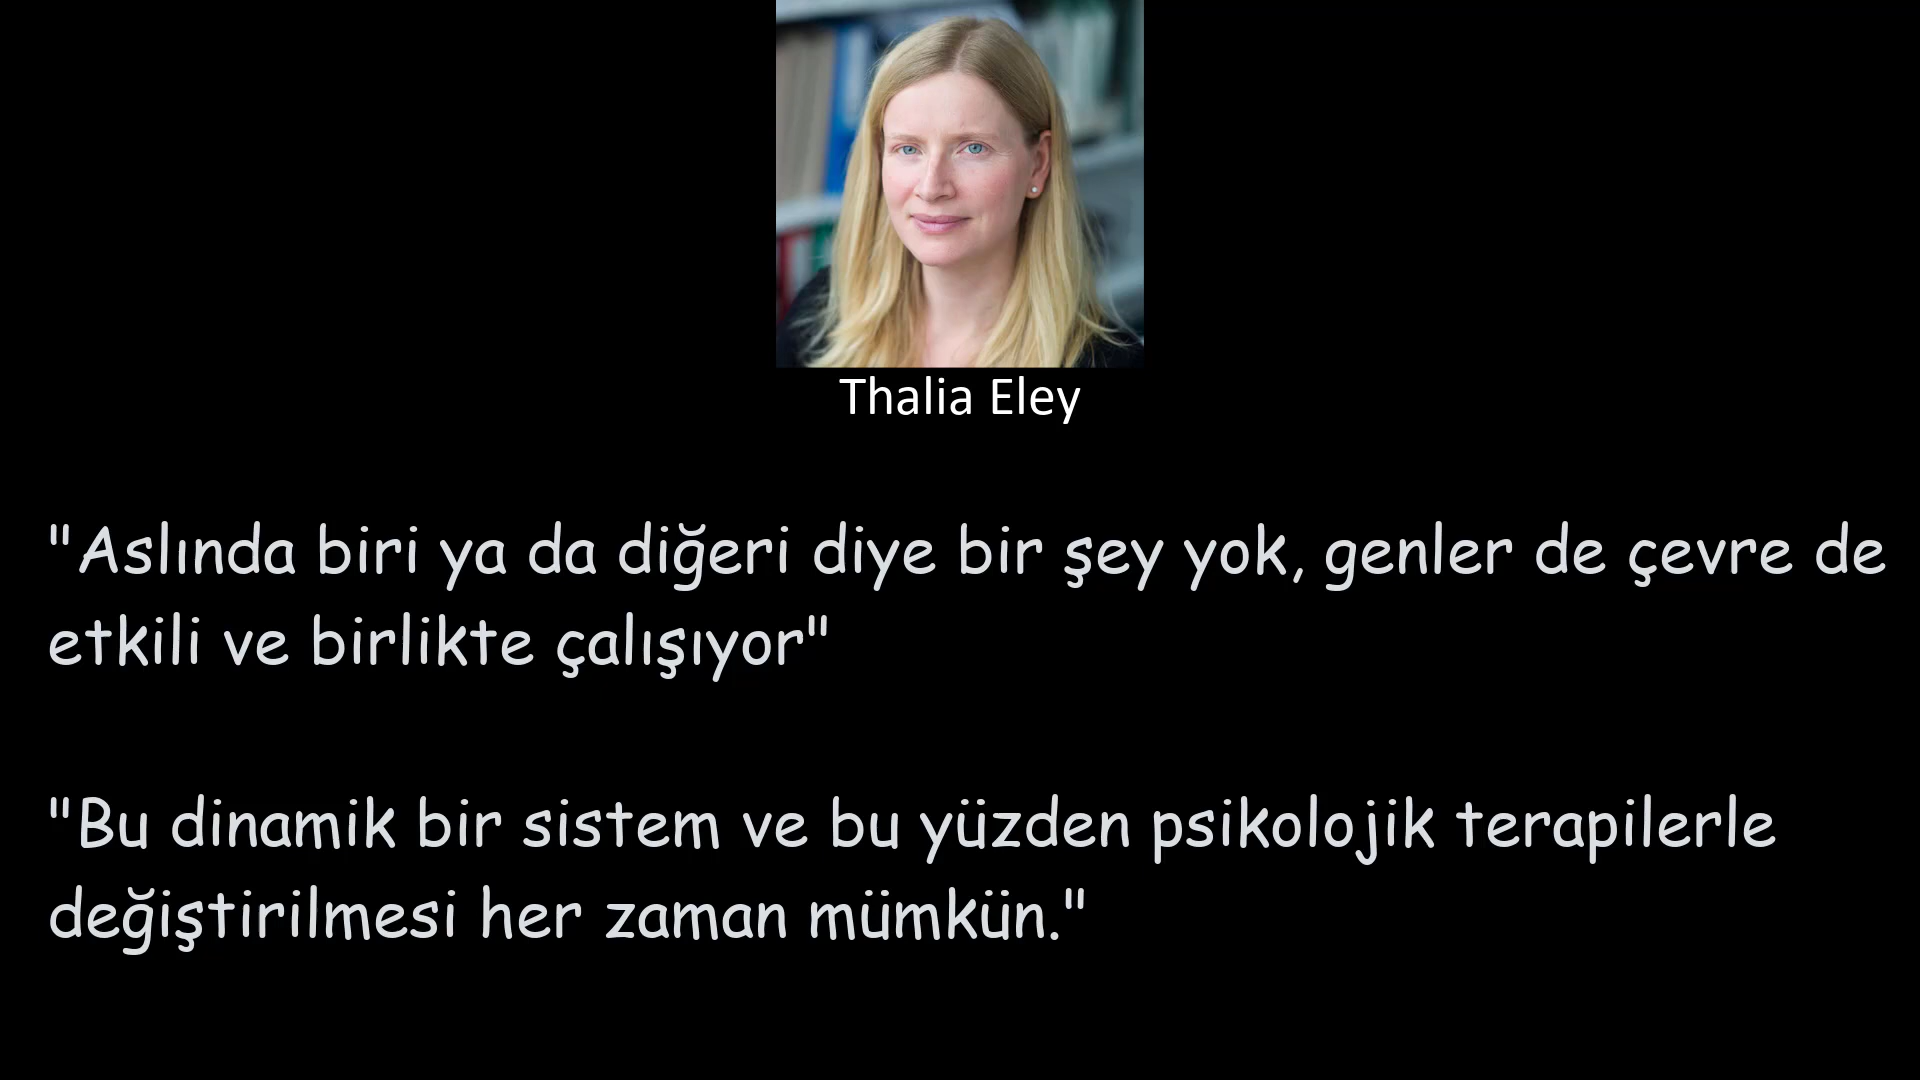 Thalia Eley
"Aslında biri ya da diğeri diye bir şey yok, genler de çevre de
etkili ve birlikte çalışıyor"
"Bu dinamik bir sistem ve bu yüzden psikolojik terapilerle
değiştirilmesi her zaman mümkün."